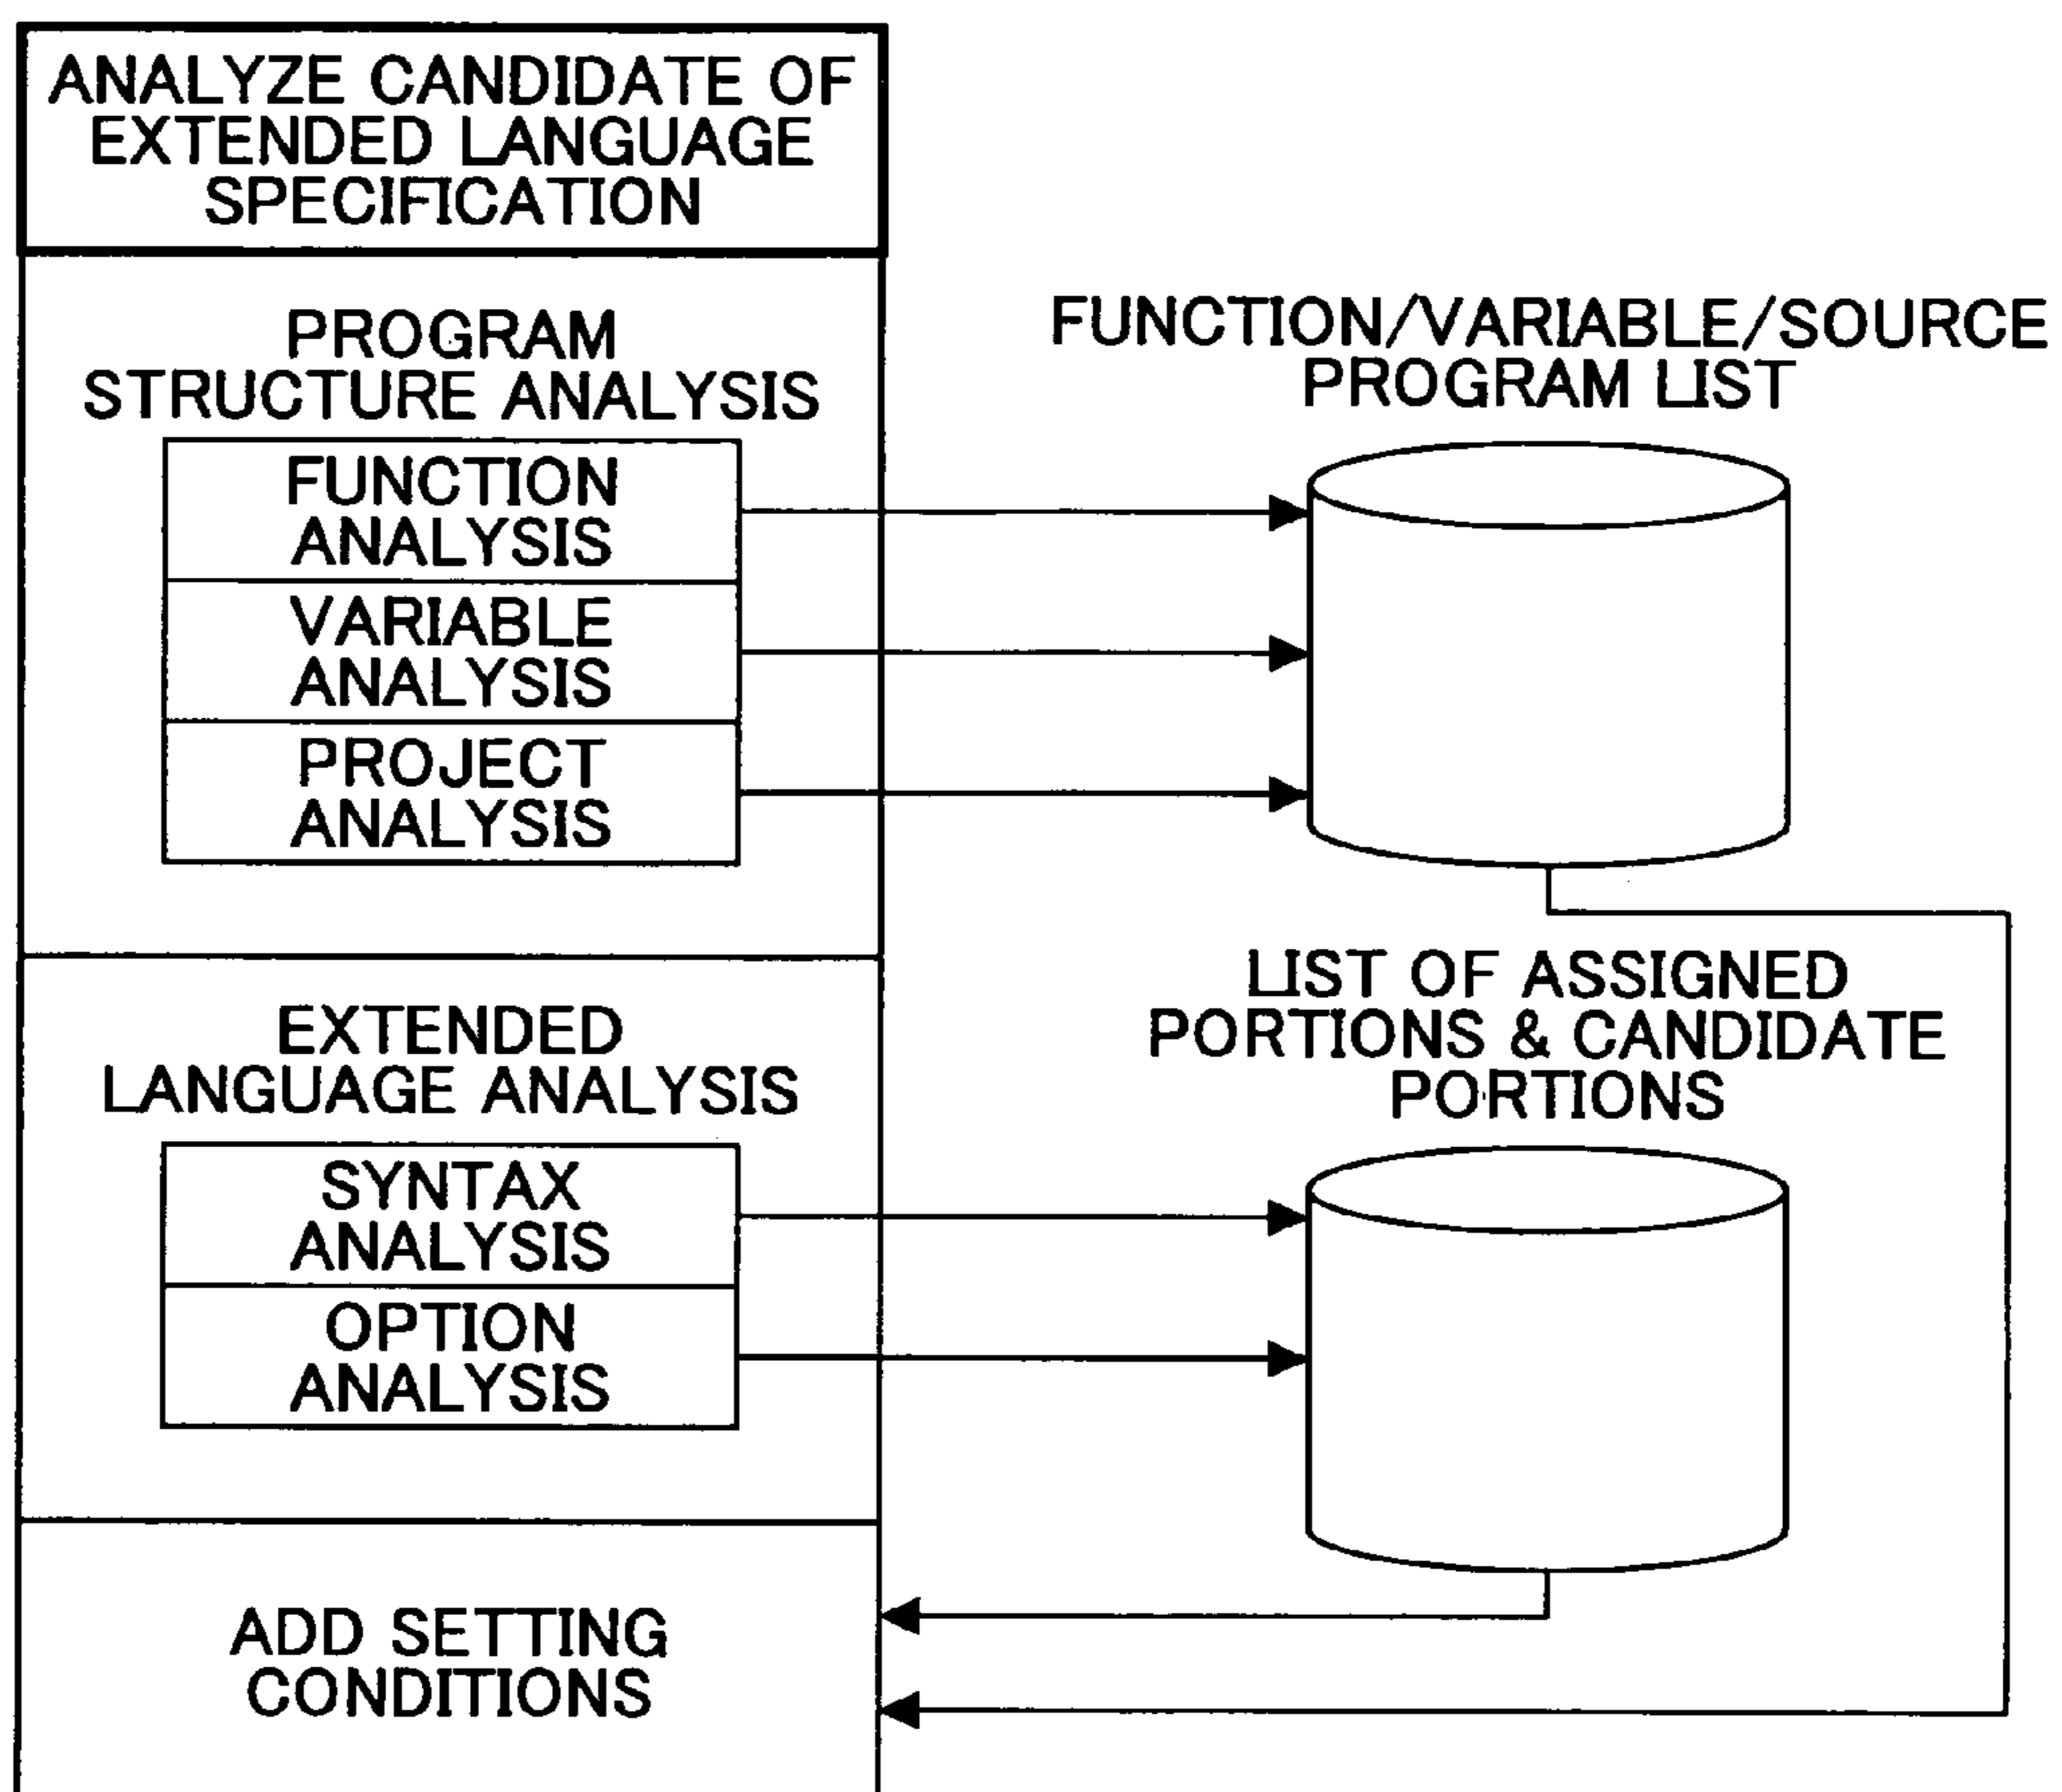 ANALYZE CANDIDATE OF
EXTENDED LANGUAGE
SPECIFICATION
PROGRAM
STRUCTURE ANALYSIS
FUNCTION
ANALYSIS
VARIABLE
ANALYSIS
PROJECT
ANALYSIS
FUNCTION/VARIABLE/SOURCE
PROGRAM LIST
EXTENDED
LANGUAGE ANALYSIS
SYNTAX
ANALYSIS
OPTION
ANALYSIS
LIST OF ASSIGNED
PORTIONS & CANDIDATE
PORTIONS
ADD SETTING
CONDITIONS